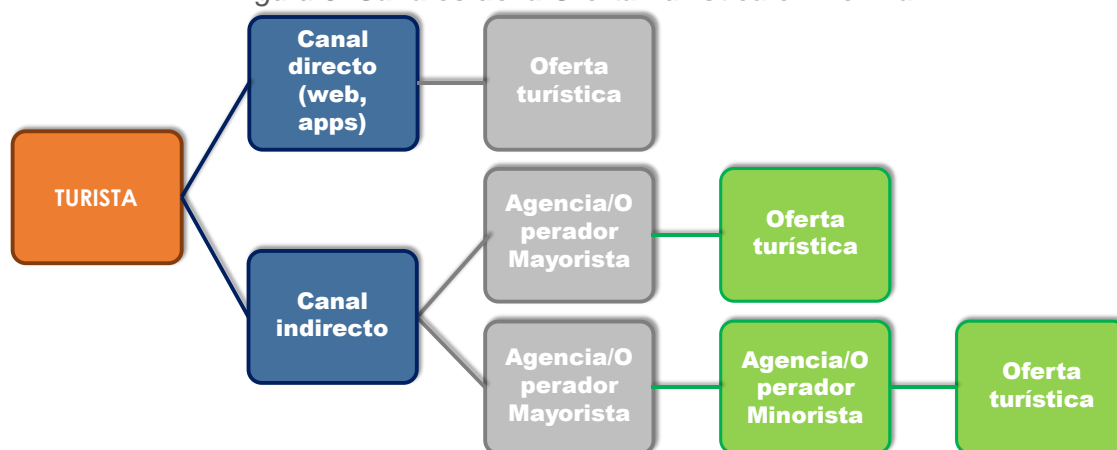 Canal
directo
(web,
apps)
Oferta
turística
TURISTA
Agencia/O
perador
Mayorista
Oferta
turística
Canal
indirecto
Agencia/O
perador
Mayorista
Agencia/O
perador
Minorista
Oferta
turística